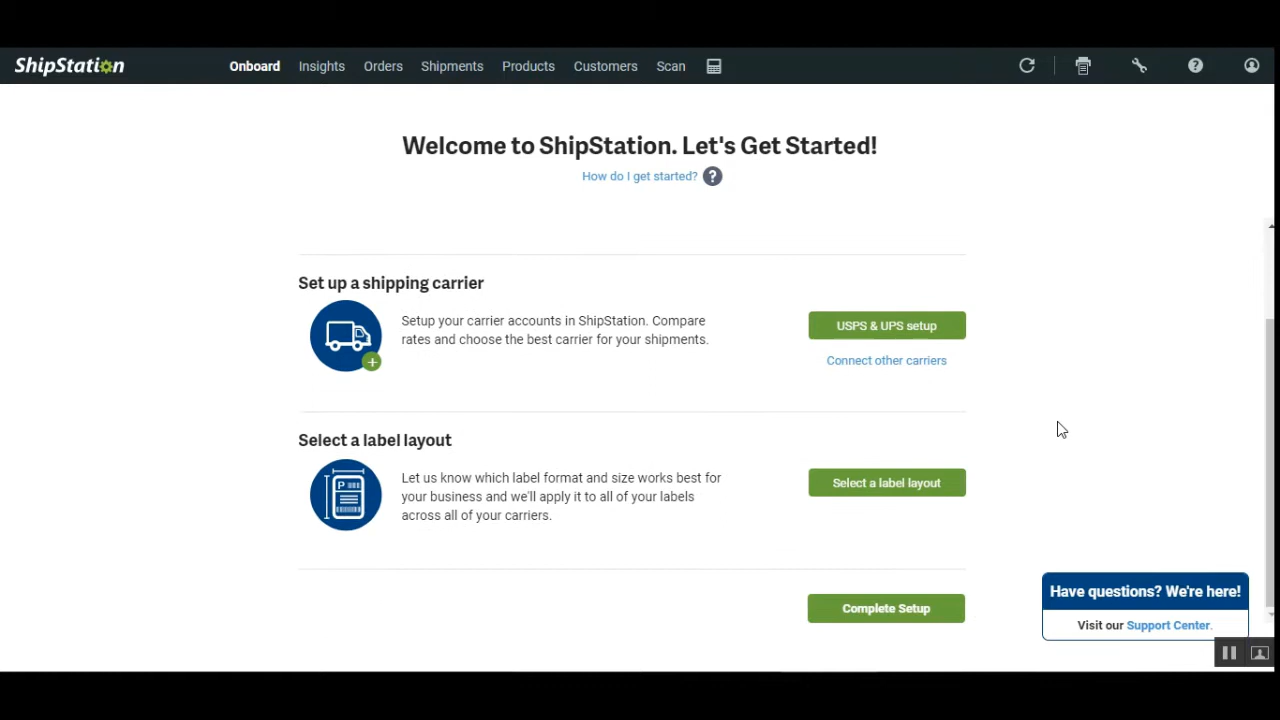 ShipStation Onboard Insights Orders Shipments Products Customers Scan ?
Welcome to ShipStation. Let's Get Started!
How do I get started? ?
Set up a shipping carrier
Setup your carrier accounts in ShipStation. Compare
rates and choose the best carrier for your shipments.
USPS & UPS setup
Connect other carriers
Select a label layout
P
Let us know which label format and size works best for
your business and we'll apply it to all of your labels
across all of your carriers.
Select a label layout
Complete Setup
Have questions? We're here!
Visit our Support Center.